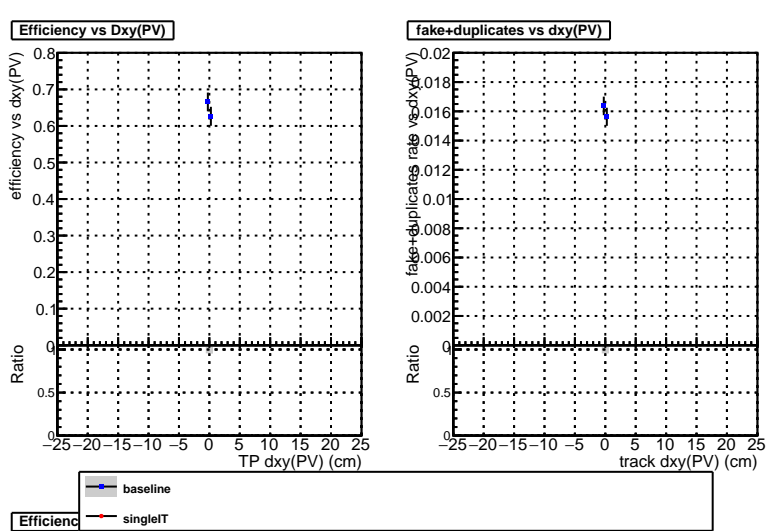 Efficiency vs Dxy(PV)
efficiency vs dxy(PV)
0.8
0.7
0.6
0.5
0.4
0.3
0.2
0.1
0
Ratio
1
0.5
0
−25 −20 −15 −10 −5 0 5 10 15 20 25
TP dxy(PV) (cm)
fake+duplicates vs dxy(PV)
fake+duplicates rate vs dxy(PV)
0.02
0.018
0.016
0.014
0.012
0.01
0.008
0.006
0.004
0.002
0
Ratio
1
0.5
0
−25 −20 −15 −10 −5 0 5 10 15 20 25
track dxy(PV) (cm)
baseline
singleIT
Efficienc